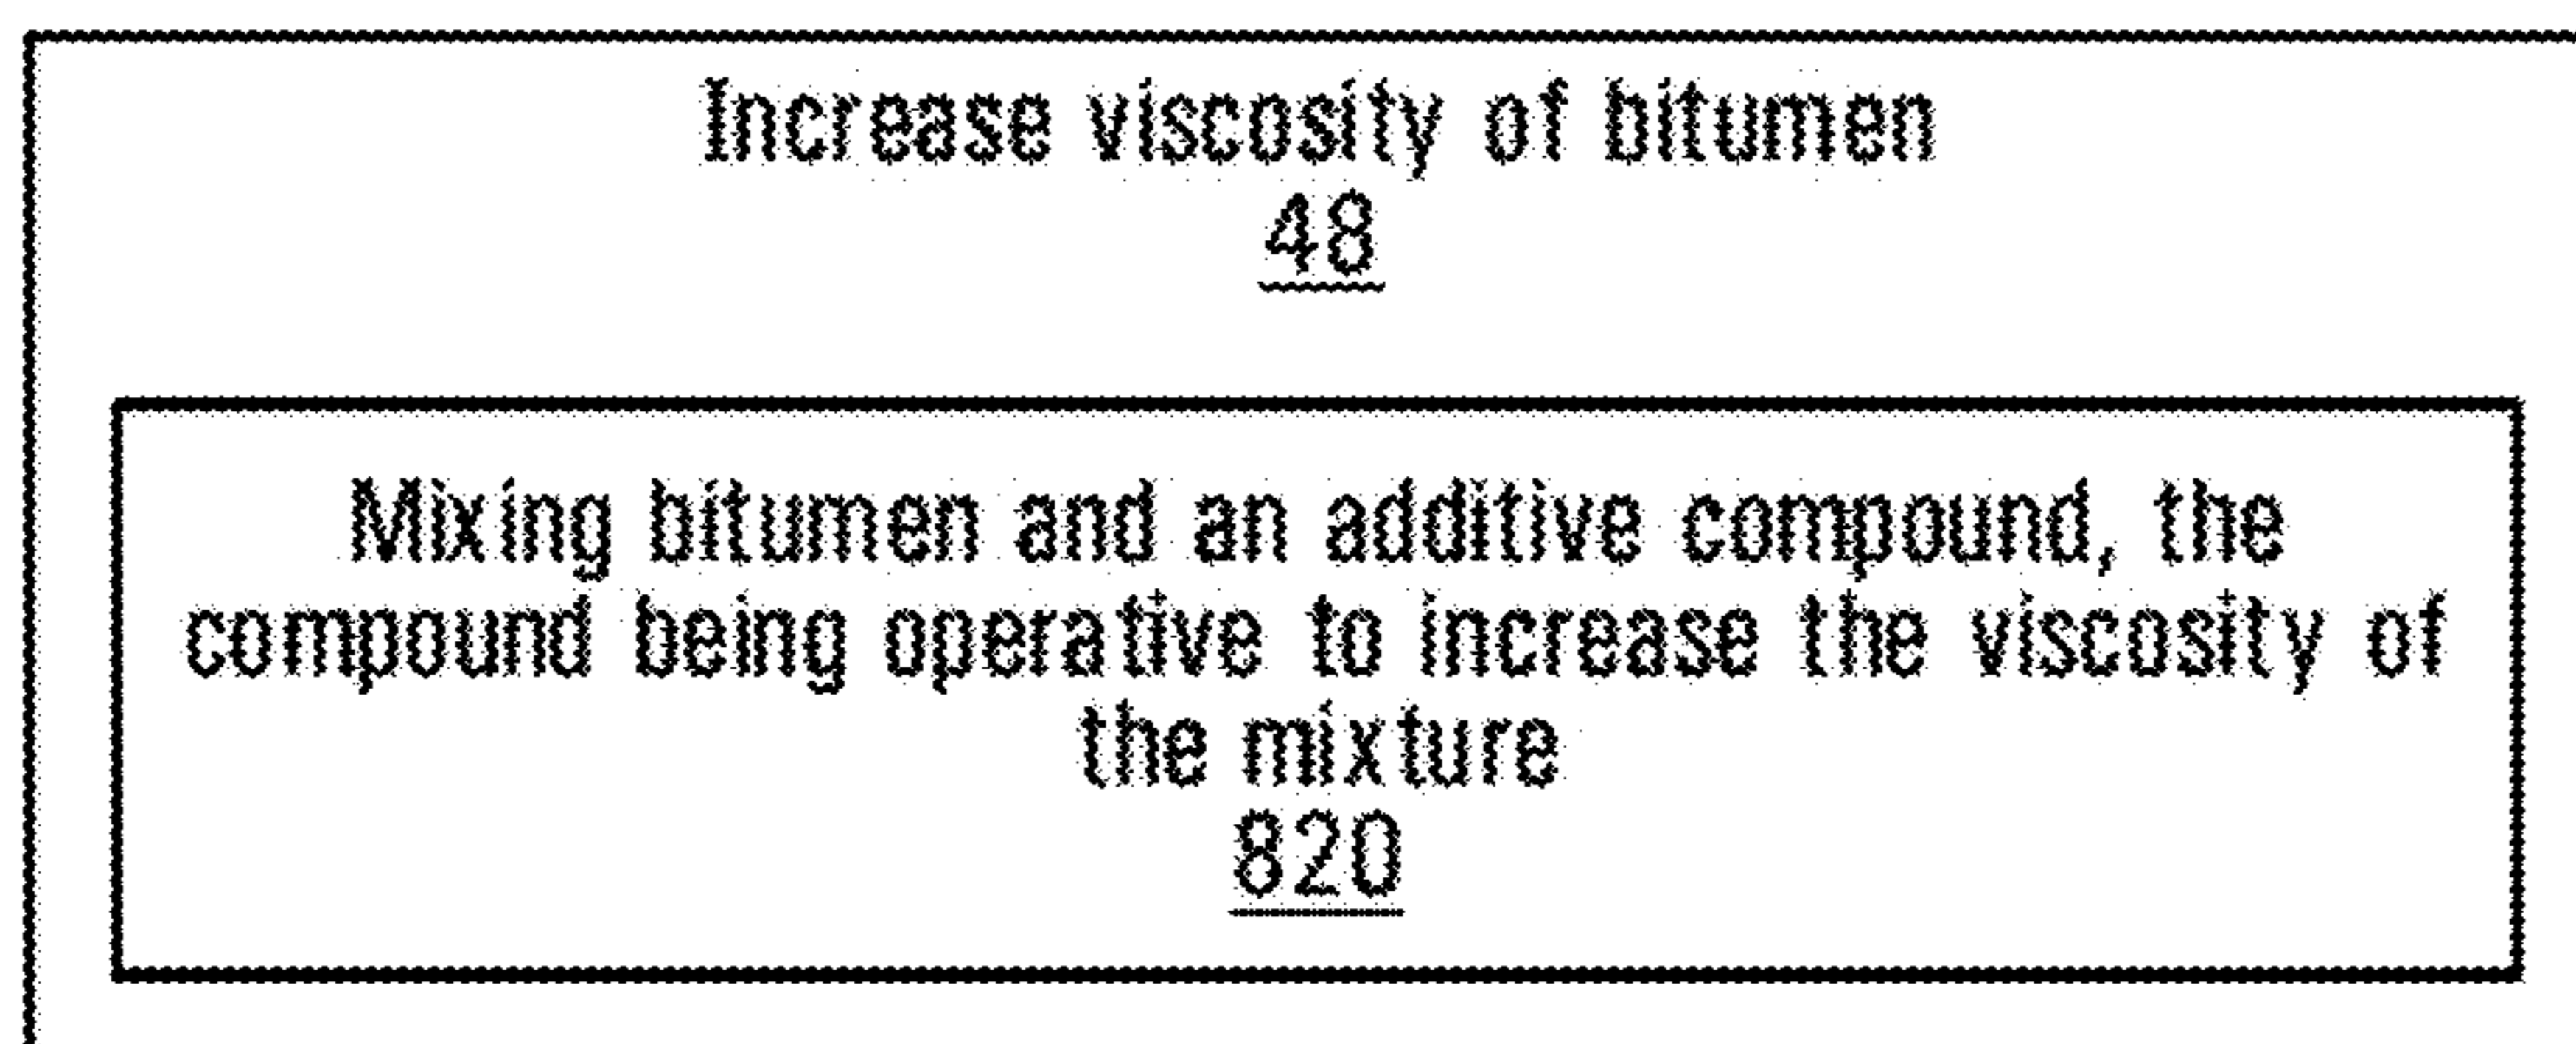 Increase viscosity of bitumen
48
Mixing bitumen and an additive compound, the
compound being operative to increase the viscosity of
the mixture
820